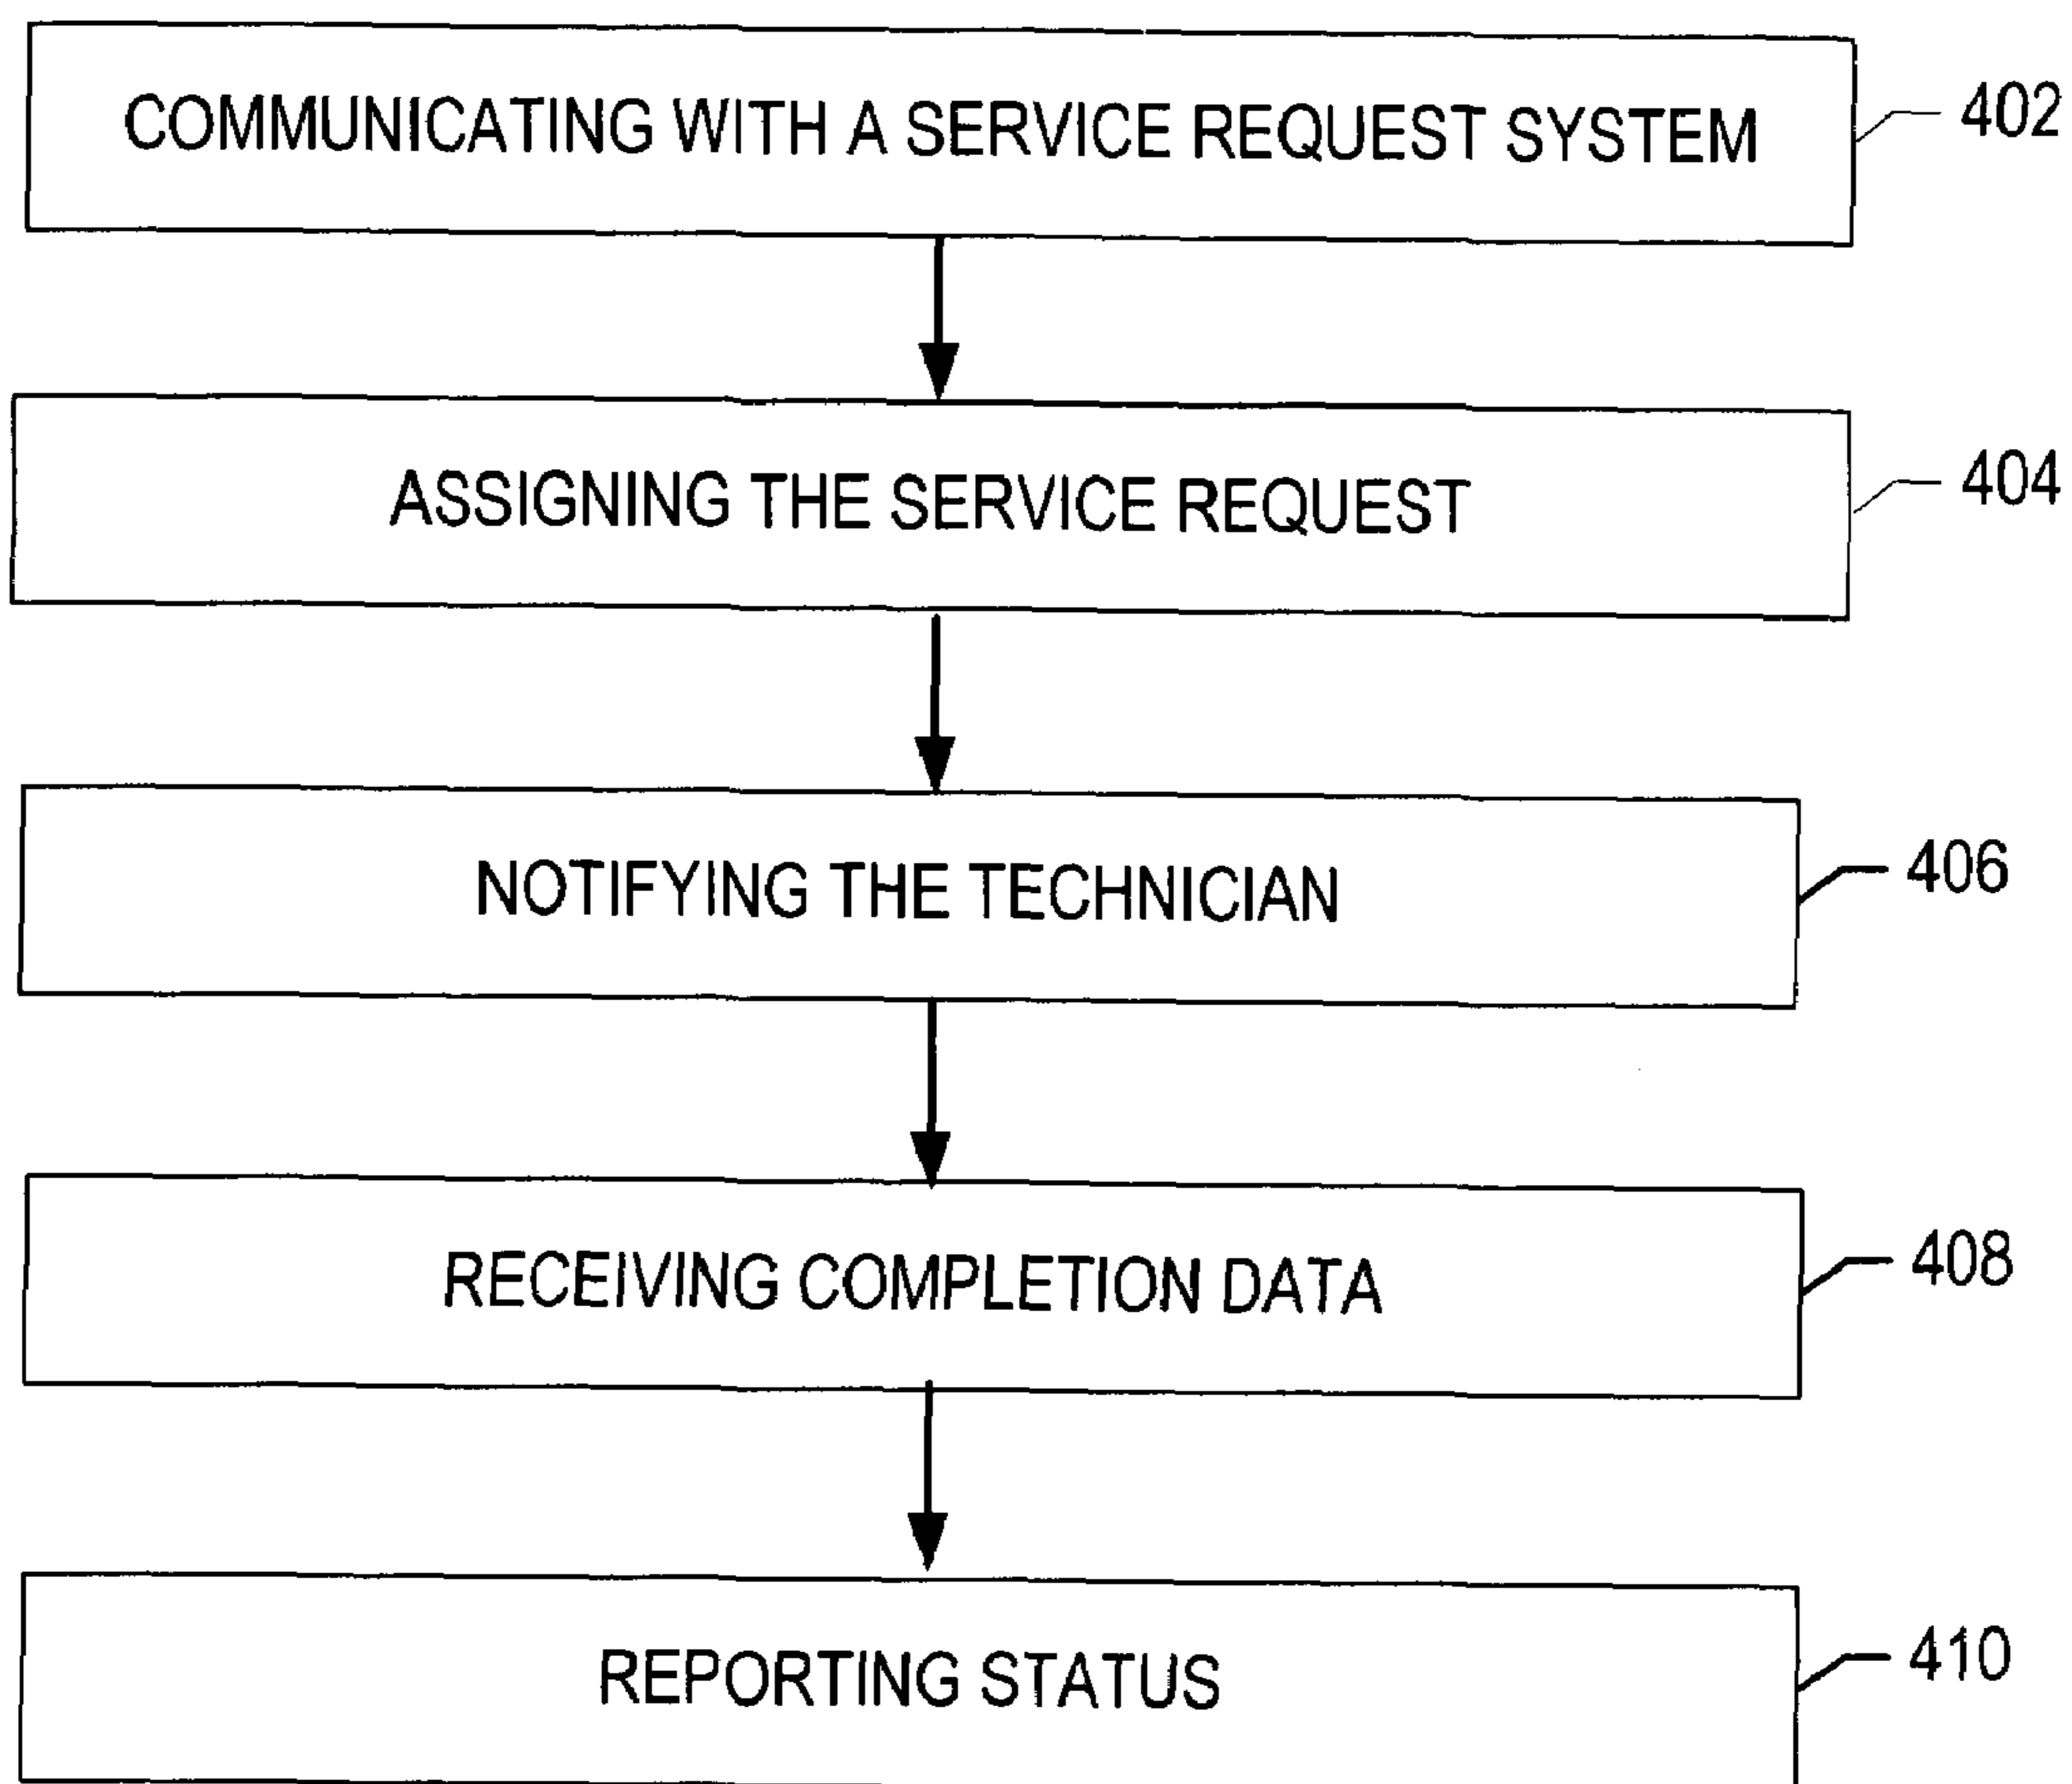 COMMUNICATING WITH A SERVICE REQUEST SYSTEM 402
ASSIGNING THE SERVICE REQUEST 404
NOTIFYING THE TECHNICIAN 406
RECEIVING COMPLETION DATA 408
REPORTING STATUS 410